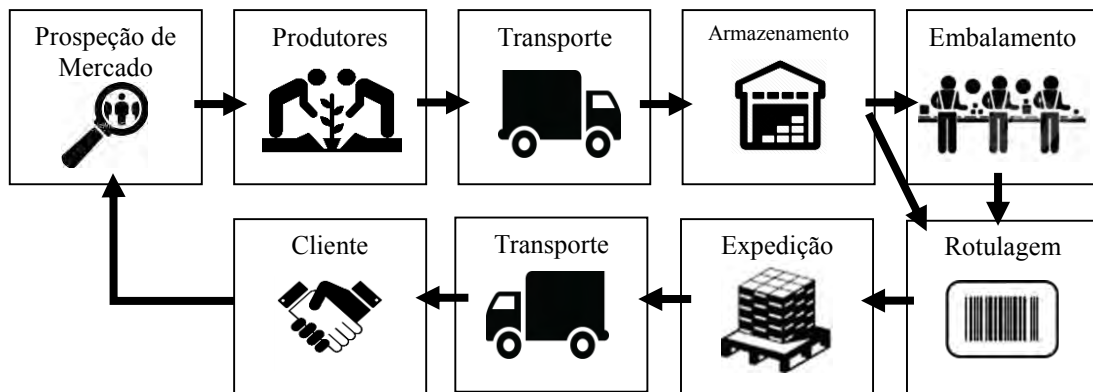 Prospeção de
Mercado
Produtores
Transporte
Armazenamento
Embalamento
Cliente
Transporte
Expedição
Rotulagem